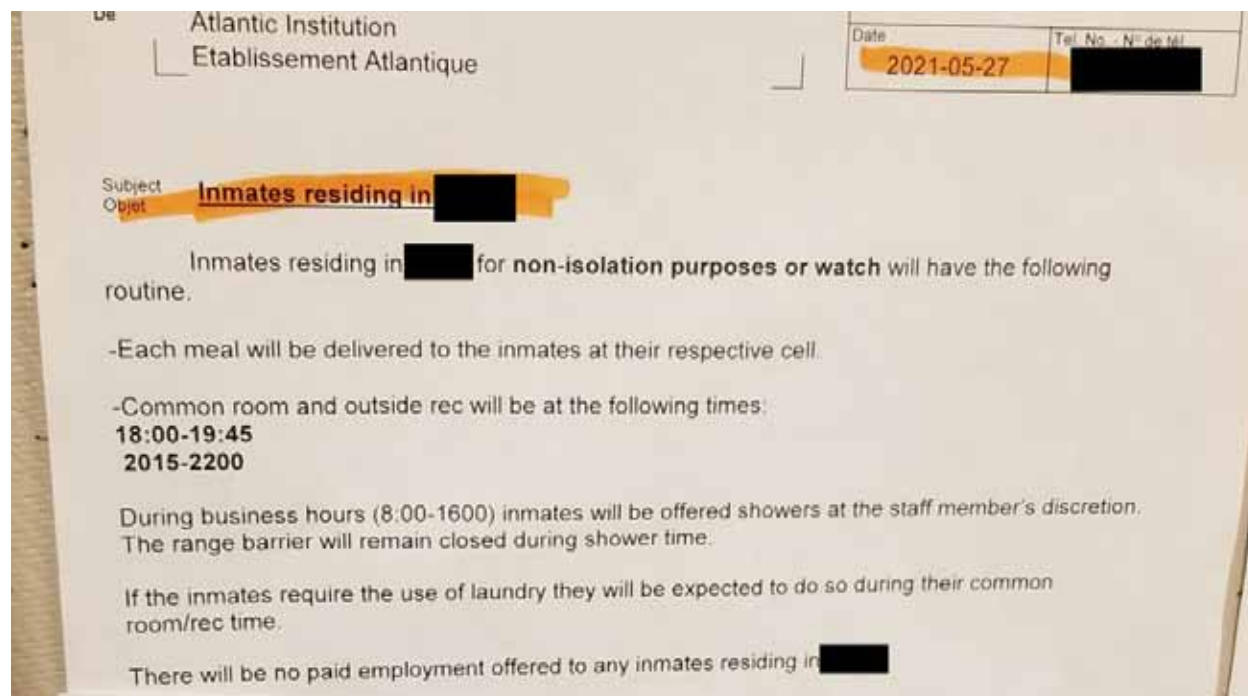 De
Atlantic Institution
Etablissement Atlantique
Date
2021-05-27
Tel. No. - Nº de tél.
Subject
Objet
Inmates residing in
Inmates residing in for non-isolation purposes or watch will have the following
routine.
-Each meal will be delivered to the inmates at their respective cell.
-Common room and outside rec will be at the following times:
18:00-19:45
2015-2200
During business hours (8:00-1600) inmates will be offered showers at the staff member's discretion.
The range barrier will remain closed during shower time.
If the inmates require the use of laundry they will be expected to do so during their common
room/rec time.
There will be no paid employment offered to any inmates residing in